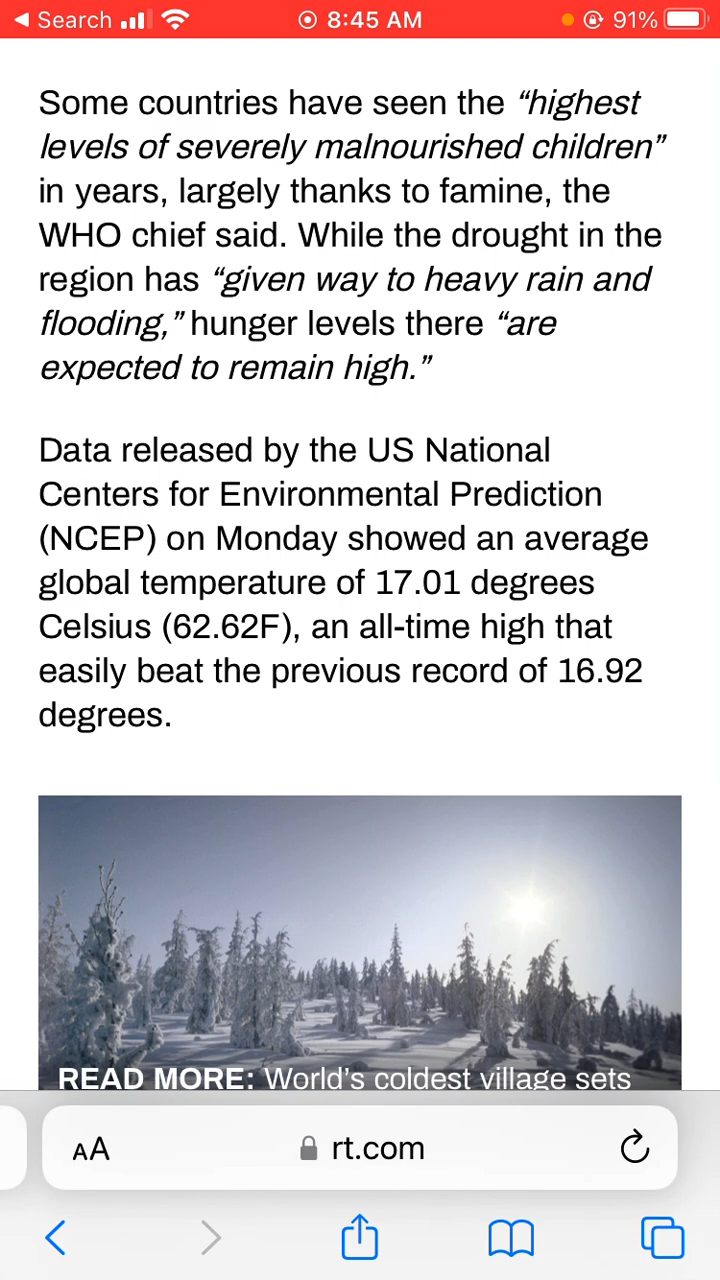 Search
8:45 AM
91%
Some countries have seen the “highest
levels of severely malnourished children”
in years, largely thanks to famine, the
WHO chief said. While the drought in the
region has “given way to heavy rain and
flooding,” hunger levels there “are
expected to remain high.”
Data released by the US National
Centers for Environmental Prediction
(NCEP) on Monday showed an average
global temperature of 17.01 degrees
Celsius (62.62F), an all-time high that
easily beat the previous record of 16.92
degrees.
READ MORE: World’s coldest village sets
AA
rt.com